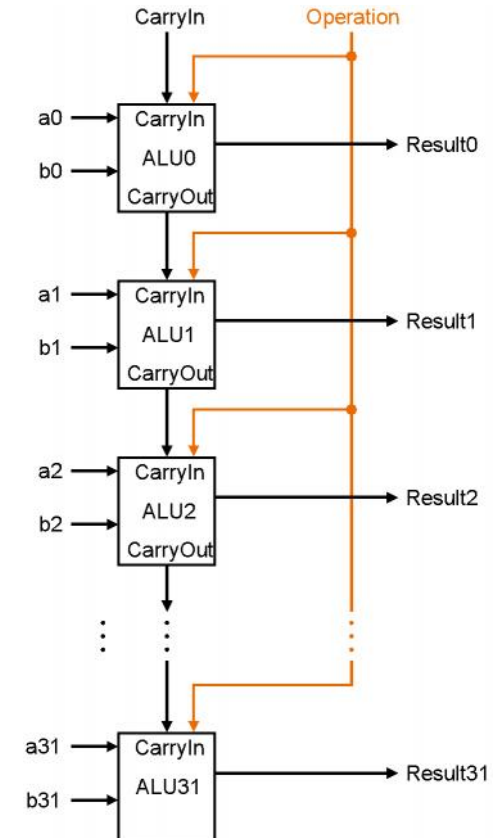 CarryIn Operation
a0 CarryIn
ALU0 Result0
b0
CarryOut
a1 CarryIn
ALU1 Result1
b1
CarryOut
a2 CarryIn
ALU2 Result2
b2
CarryOut
a31 CarryIn
ALU31 Result31
b31